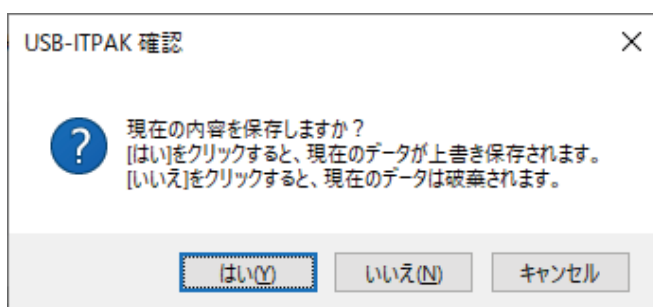 USB-ITPAK 確認
現在の内容を保存しますか？
[はい]をクリックすると、現在のデータが上書き保存されます。
[いいえ]をクリックすると、現在のデータは破棄されます。
はい(Y) いいえ(N) キャンセル